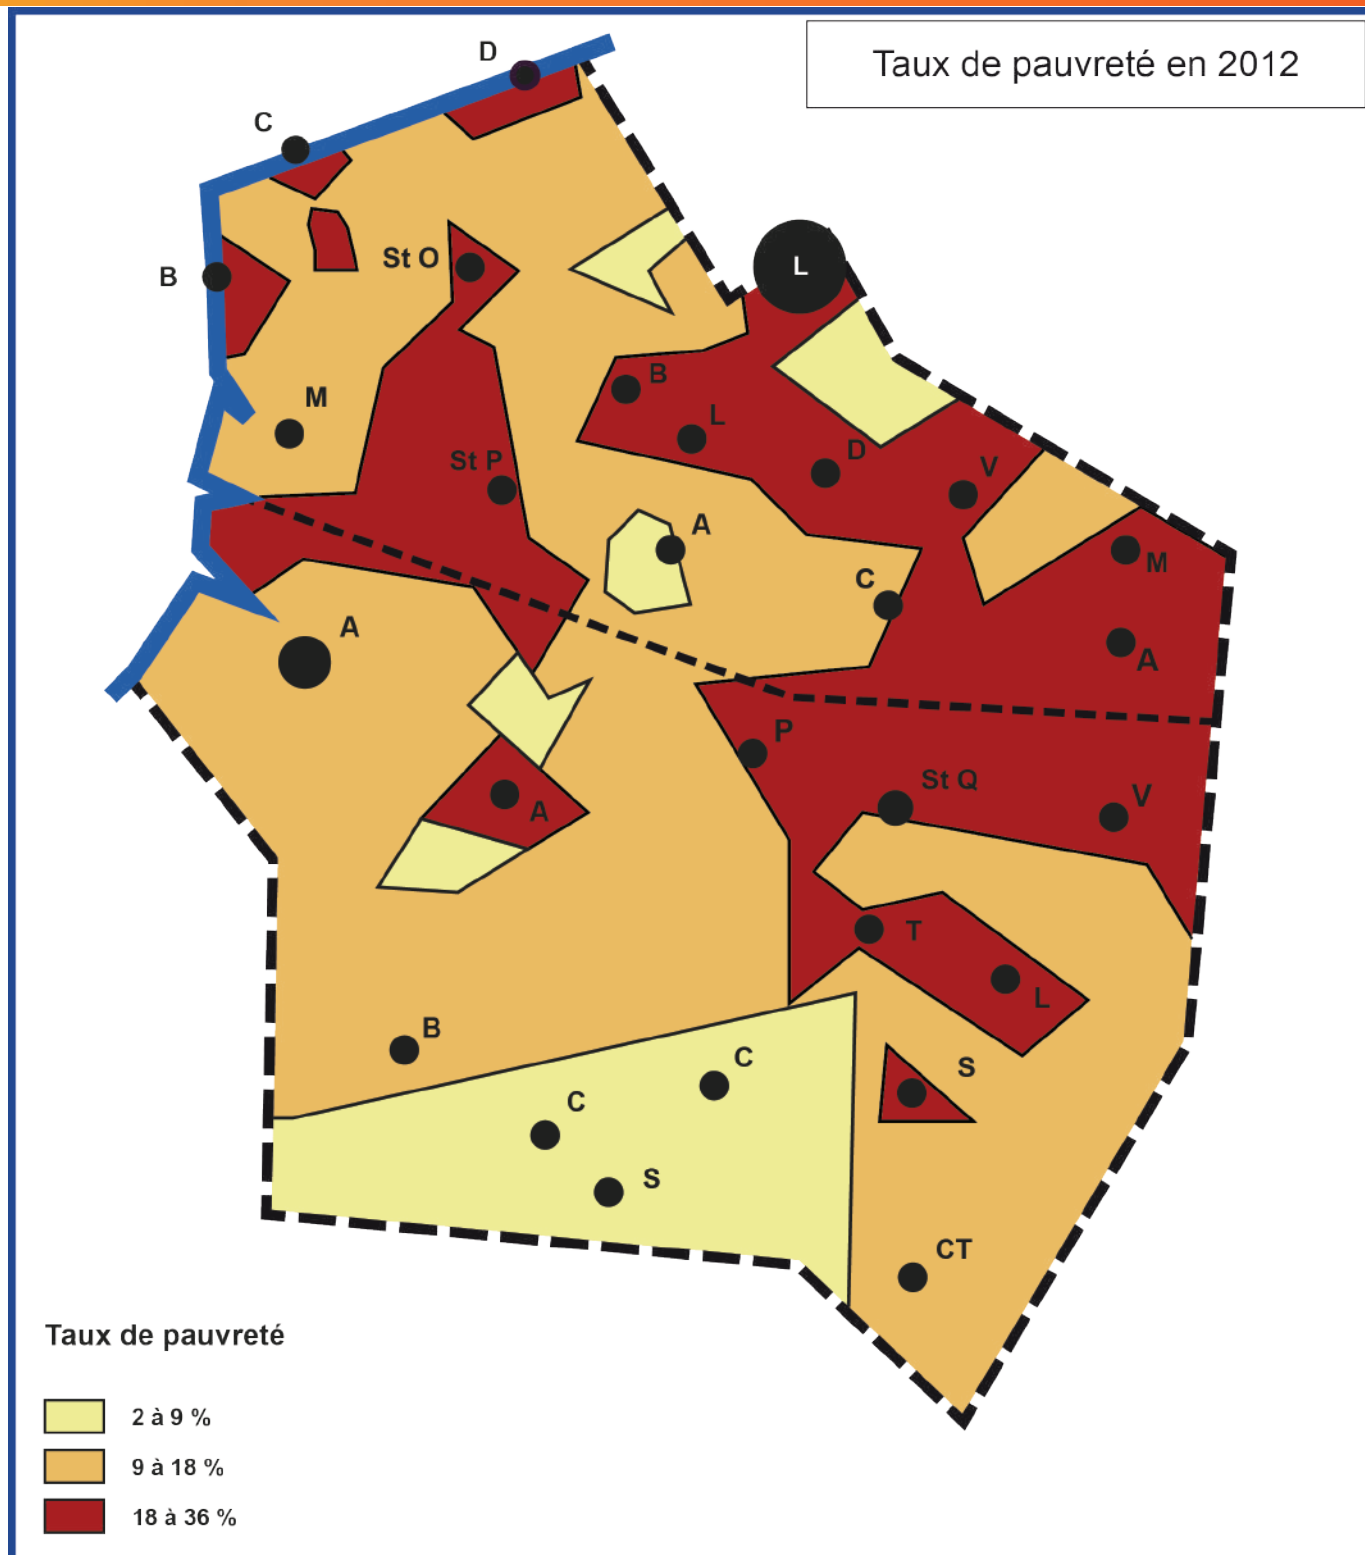 Taux de pauvreté en 2012
D
C
B
St O
L
M
B
L
St P
D
V
A
C
M
A
A
P
St Q
V
A
T
L
B
C
S
C
S
CT
Taux de pauvreté
2 à 9 %
9 à 18 %
18 à 36 %